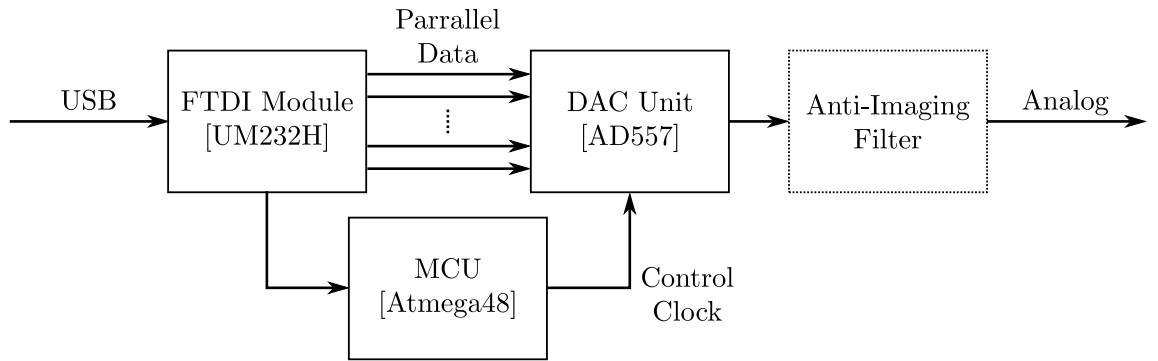 Parrallel
Data
USB
FTDI Module
[UM232H]
DAC Unit
[AD557]
Anti-Imaging
Filter
Analog
MCU
[Atmega48]
Control
Clock